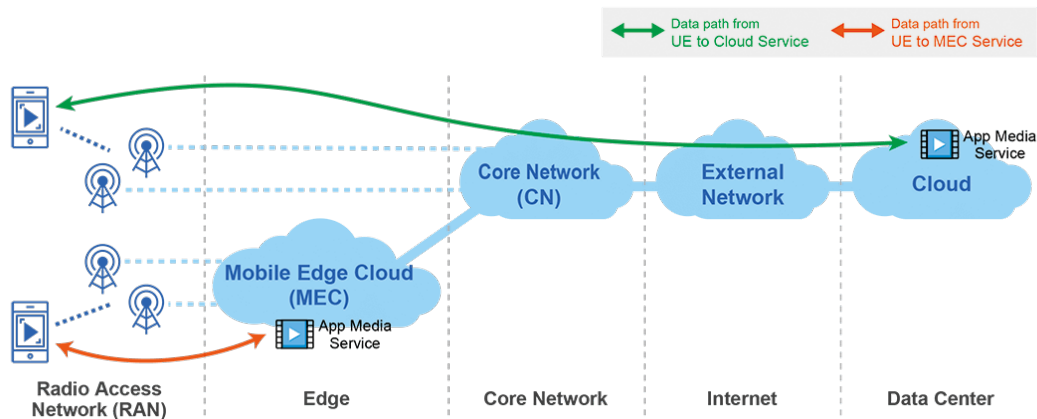 Data path from
UE to Cloud Service
Data path from
UE to MEC Service
App Media
Service
Core Network
(CN)
External
Network
Cloud
Mobile Edge Cloud
(MEC)
App Media
Service
Radio Access
Network (RAN)
Edge
Core Network
Internet
Data Center